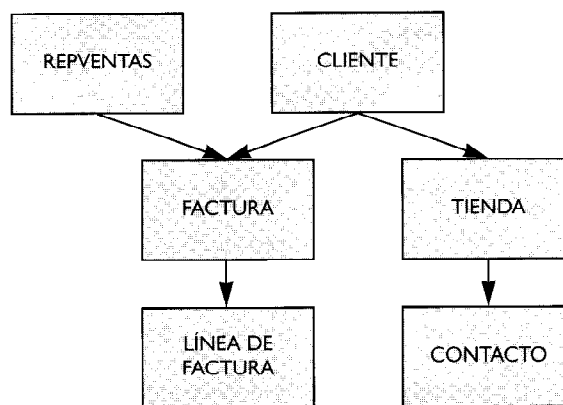 REPVENTAS
CLIENTE
FACTURA
TIENDA
LÍNEA DE
FACTURA
CONTACTO